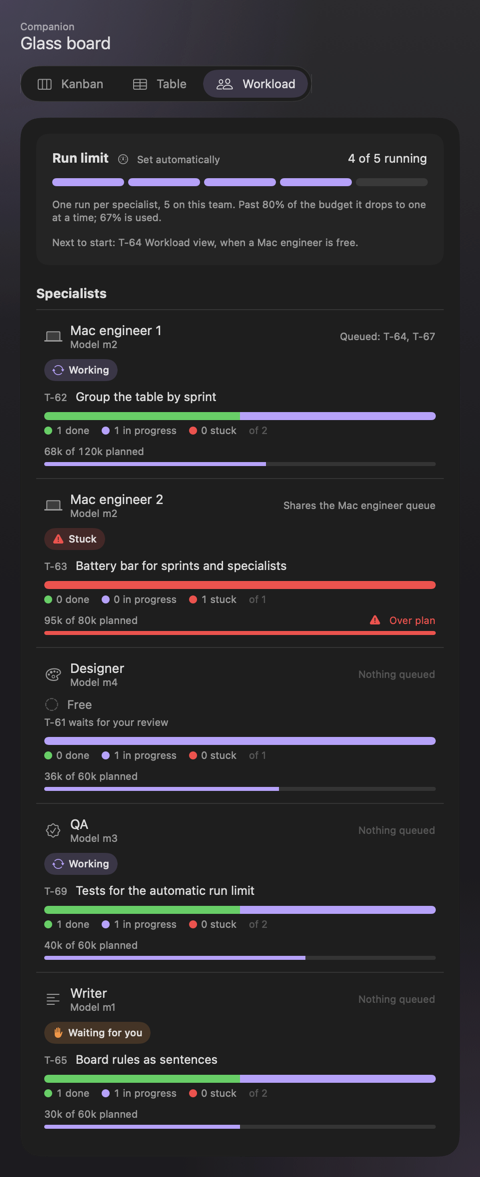 Companion
Glass board
Kanban
Table
Workload
Run limit
Set automatically
4 of 5 running
One run per specialist, 5 on this team. Past 80% of the budget it drops to one
at a time; 67% is used.
Next to start: T-64 Workload view, when a Mac engineer is free.
Specialists
Mac engineer 1
Model m2
Queued: T-64, T-67
Working
T-62 Group the table by sprint
1 done 1 in progress 0 stuck of 2
68k of 120k planned
Mac engineer 2
Model m2
Shares the Mac engineer queue
Stuck
T-63 Battery bar for sprints and specialists
0 done 0 in progress 1 stuck of 1
95k of 80k planned
Over plan
Designer
Model m4
Nothing queued
Free
T-61 waits for your review
0 done 1 in progress 0 stuck of 1
36k of 60k planned
QA
Model m3
Nothing queued
Working
T-69 Tests for the automatic run limit
1 done 1 in progress 0 stuck of 2
40k of 60k planned
Writer
Model m1
Nothing queued
Waiting for you
T-65 Board rules as sentences
1 done 1 in progress 0 stuck of 2
30k of 60k planned